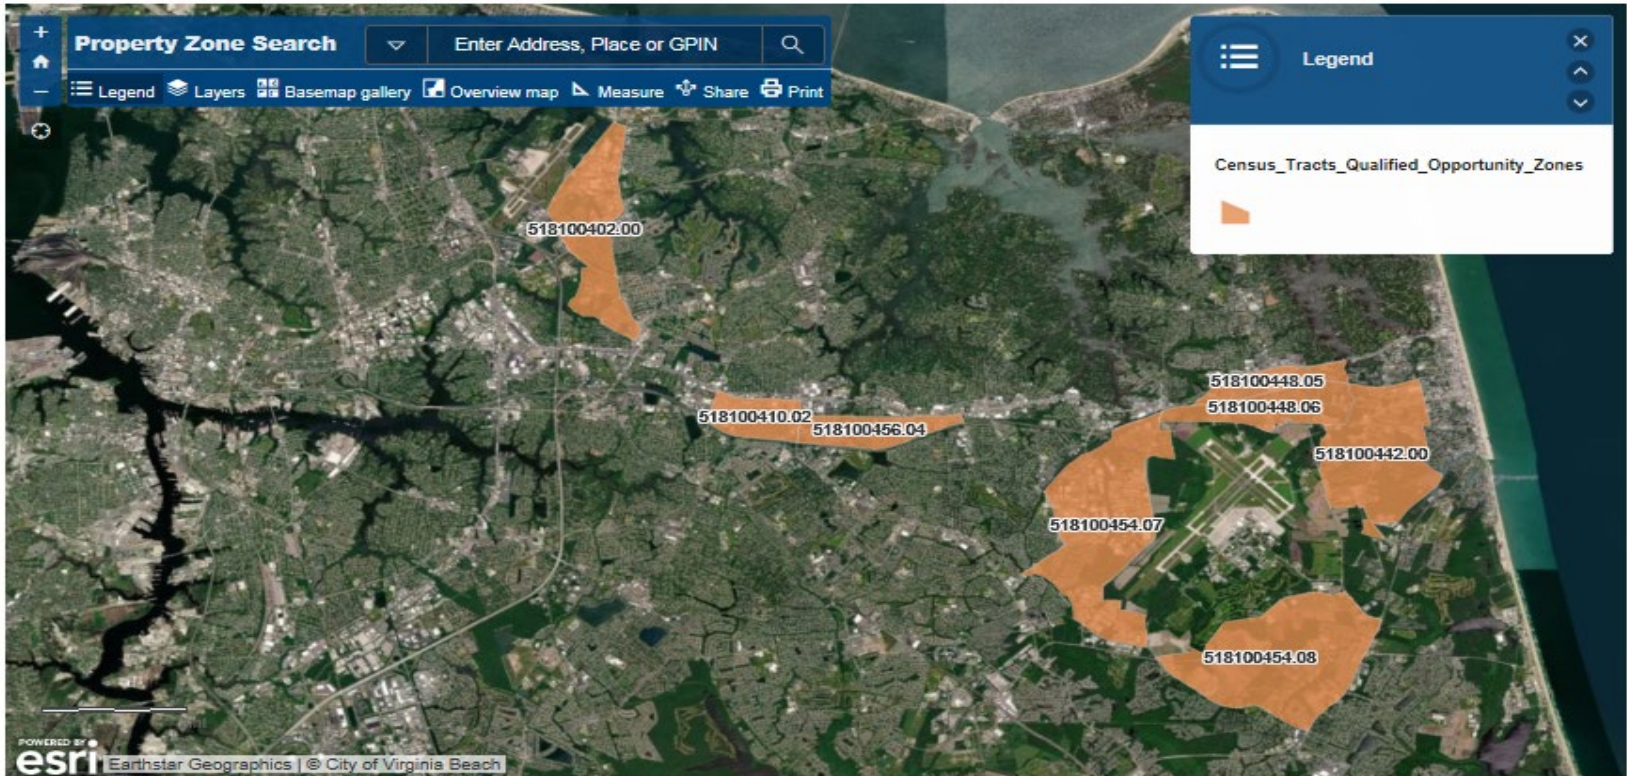 Property Zone Search
Enter Address, Place or GPIN
Legend Layers Basemap gallery Overview map Measure Share Print
Legend
Census_Tracts_Qualified_Opportunity_Zones
518100402.00
518100448.05
518100448.06
518100410.02
518100456.04
518100442.00
518100454.07
518100454.08
POWERED BY
esri
Earthstar Geographics | © City of Virginia Beach